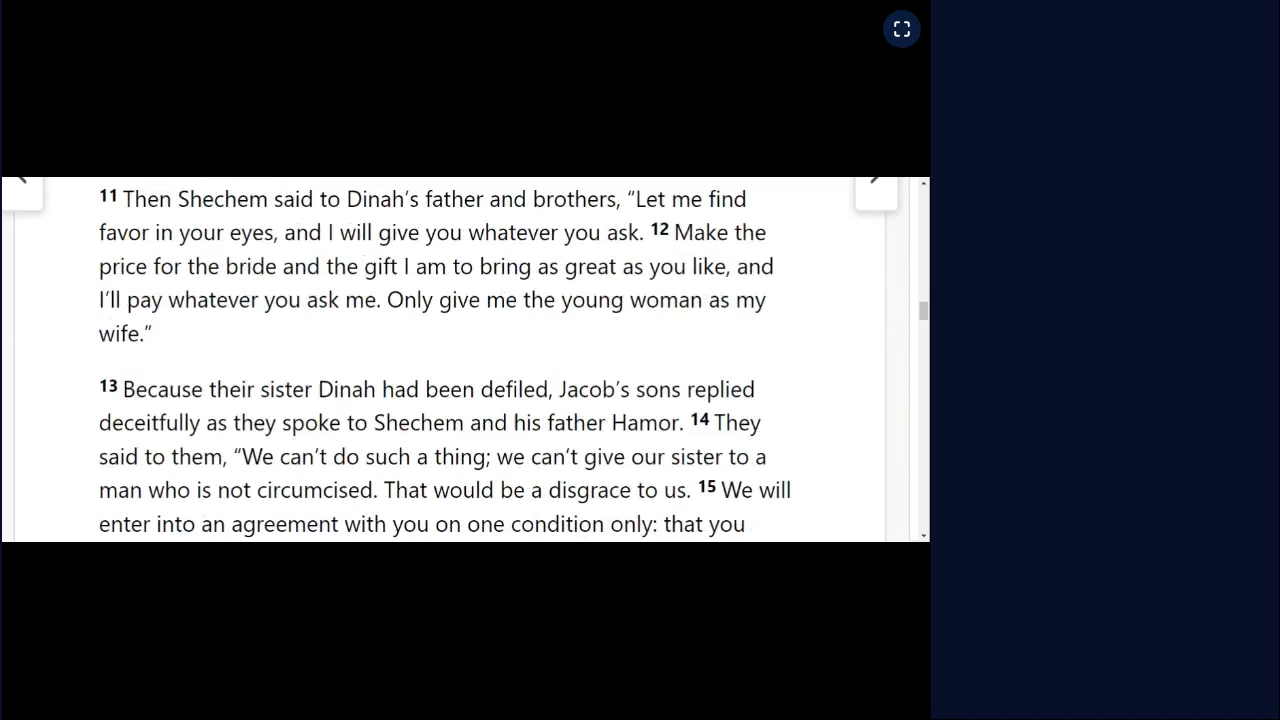 11 Then Shechem said to Dinah’s father and brothers, “Let me find
favor in your eyes, and I will give you whatever you ask. 12 Make the
price for the bride and the gift I am to bring as great as you like, and
I’ll pay whatever you ask me. Only give me the young woman as my
wife.”
13 Because their sister Dinah had been defiled, Jacob’s sons replied
deceitfully as they spoke to Shechem and his father Hamor. 14 They
said to them, “We can’t do such a thing; we can’t give our sister to a
man who is not circumcised. That would be a disgrace to us. 15 We will
enter into an agreement with you on one condition only: that you